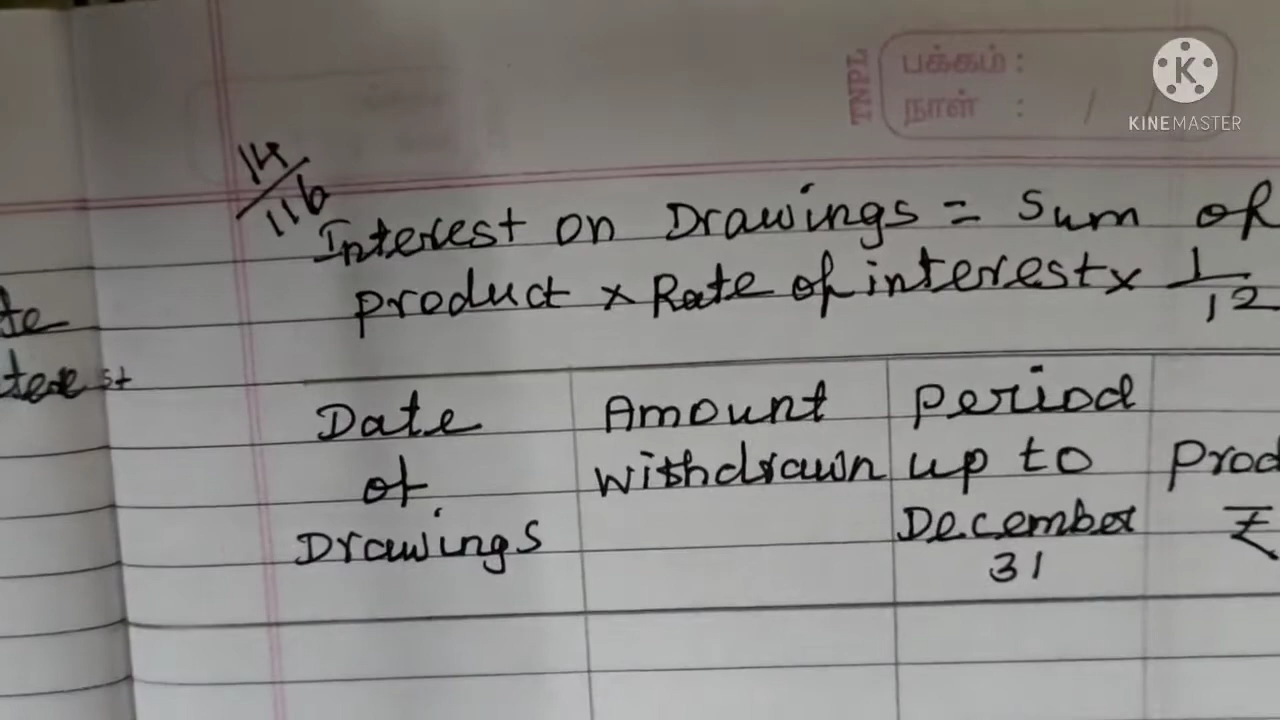 TNPL
பக்கம் :
நாள் : / /
KINEMASTER
14/116
Interest on Drawings = Sum of
product × Rate of interest × 1/12
Date of Drawings
Amount withdrawn
period up to December 31
₹